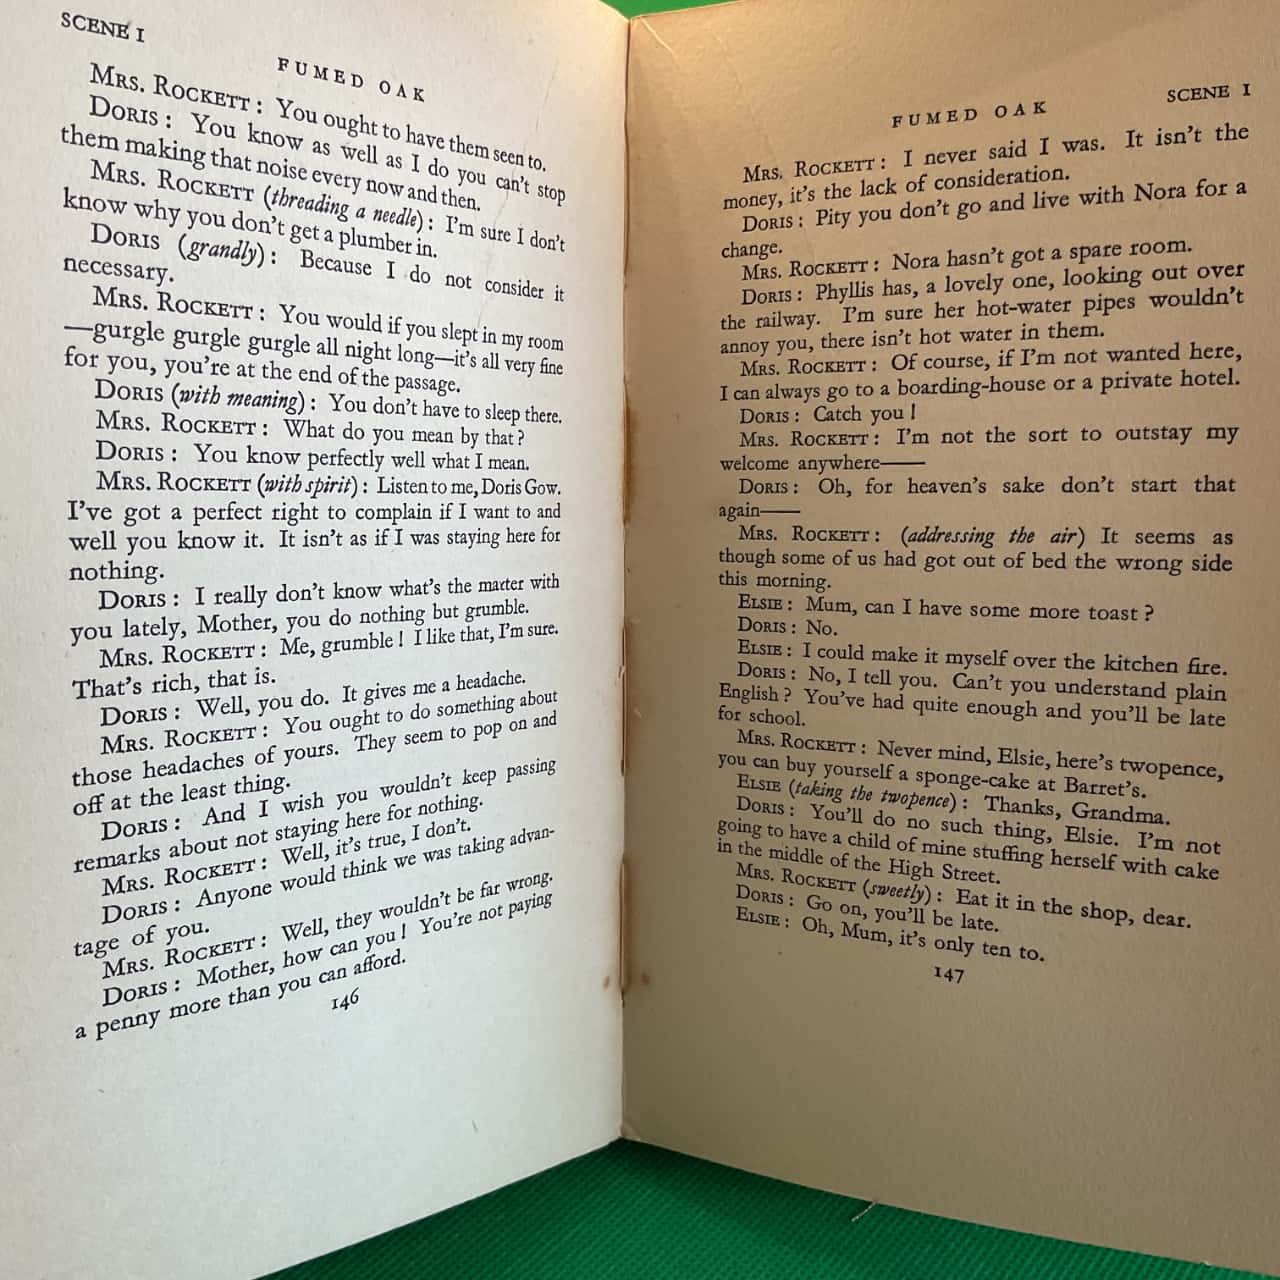 SCENE I
FUMED OAK
MRS. ROCKETT: You ought to have them seen to.
DORIS: You know as well as I do you can't stop
them making that noise every now and then.
MRS. ROCKETT (threading a needle): I'm sure I don't
know why you don't get a plumber in.
DORIS (grandly): Because I do not consider it
necessary.
MRS. ROCKETT: You would if you slept in my room
—gurgle gurgle gurgle all night long—it's all very fine
for you, you're at the end of the passage.
DORIS (with meaning): You don't have to sleep there.
MRS. ROCKETT: What do you mean by that?
DORIS: You know perfectly well what I mean.
MRS. ROCKETT (with spirit): Listen to me, Doris Gow.
I've got a perfect right to complain if I want to and
well you know it. It isn't as if I was staying here for
nothing.
DORIS: I really don't know what's the matter with
you lately, Mother, you do nothing but grumble.
MRS. ROCKETT: Me, grumble! I like that, I'm sure.
That's rich, that is.
DORIS: Well, you do. It gives me a headache.
MRS. ROCKETT: You ought to do something about
those headaches of yours. They seem to pop on and
off at the least thing.
DORIS: And I wish you wouldn't keep passing
remarks about not staying here for nothing.
MRS. ROCKETT: Well, it's true, I don't.
DORIS: Anyone would think we was taking advan-
tage of you.
MRS. ROCKETT: Well, they wouldn't be far wrong.
DORIS: Mother, how can you! You're not paying
a penny more than you can afford.
146
FUMED OAK
SCENE I
MRS. ROCKETT: I never said I was. It isn't the
money, it's the lack of consideration.
DORIS: Pity you don't go and live with Nora for a
change.
MRS. ROCKETT: Nora hasn't got a spare room.
DORIS: Phyllis has, a lovely one, looking out over
the railway. I'm sure her hot-water pipes wouldn't
annoy you, there isn't hot water in them.
MRS. ROCKETT: Of course, if I'm not wanted here,
I can always go to a boarding-house or a private hotel.
DORIS: Catch you!
MRS. ROCKETT: I'm not the sort to outstay my
welcome anywhere——
DORIS: Oh, for heaven's sake don't start that
again——
MRS. ROCKETT: (addressing the air) It seems as
though some of us had got out of bed the wrong side
this morning.
ELSIE: Mum, can I have some more toast?
DORIS: No.
ELSIE: I could make it myself over the kitchen fire.
DORIS: No, I tell you. Can't you understand plain
English? You've had quite enough and you'll be late
for school.
MRS. ROCKETT: Never mind, Elsie, here's twopence,
you can buy yourself a sponge-cake at Barret's.
ELSIE (taking the twopence): Thanks, Grandma.
DORIS: You'll do no such thing, Elsie. I'm not
going to have a child of mine stuffing herself with cake
in the middle of the High Street.
MRS. ROCKETT (sweetly): Eat it in the shop, dear.
DORIS: Go on, you'll be late.
ELSIE: Oh, Mum, it's only ten to.
147